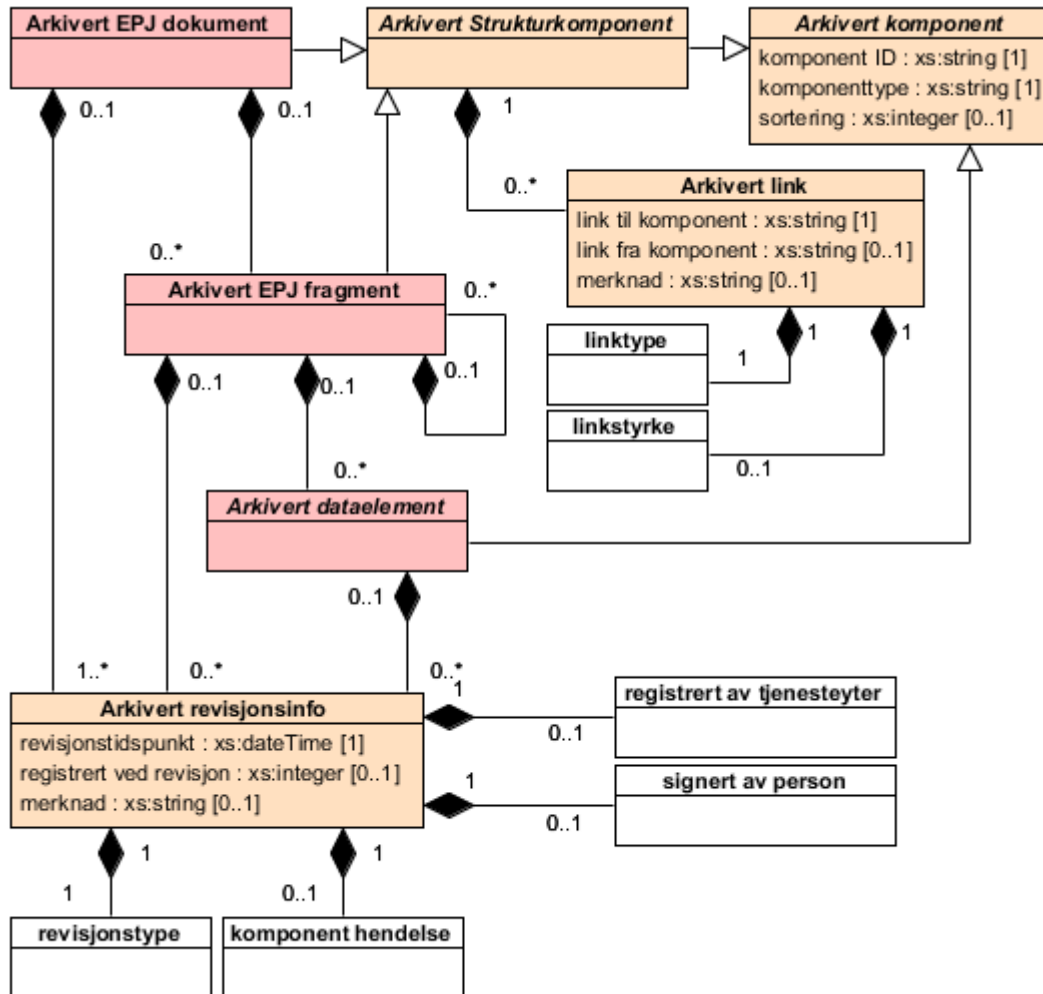 Arkivert EPJ dokument
Arkivert Strukturkomponent
Arkivert komponent
komponent ID : xs:string [1]
komponenttype : xs:string [1]
sortering : xs:integer [0..1]
0..1
0..1
1
0..*
Arkivert link
link til komponent : xs:string [1]
link fra komponent : xs:string [0..1]
merknad : xs:string [0..1]
0..*
Arkivert EPJ fragment
0..*
0..1
0..1
0..1
linktype
1
1
1
linkstyrke
0..1
0..*
Arkivert dataelement
0..1
1..*
0..*
0..*
Arkivert revisjonsinfo
revisjonstidspunkt : xs:dateTime [1]
registrert ved revisjon : xs:integer [0..1]
merknad : xs:string [0..1]
1
0..1
registrert av tjenesteyter
1
0..1
signert av person
1
1
1
0..1
revisjonstype
komponent hendelse